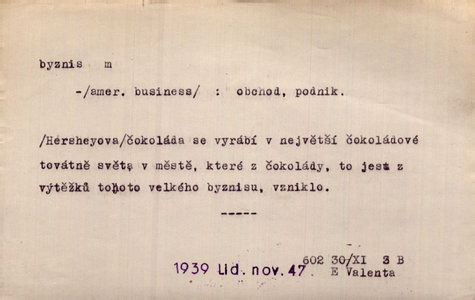 byznis m
-/amer. business/ : obchod, podnik.
/Hersheyova/čokoláda se vyrábí v největší čokoládové
továtně světa v městě, které z čokolády, to jest z
výtěžků tohoto velkého byznisu, vzniklo.
-----
602 30/XI 3 B
1939 Lid. nov. 47. E Valenta